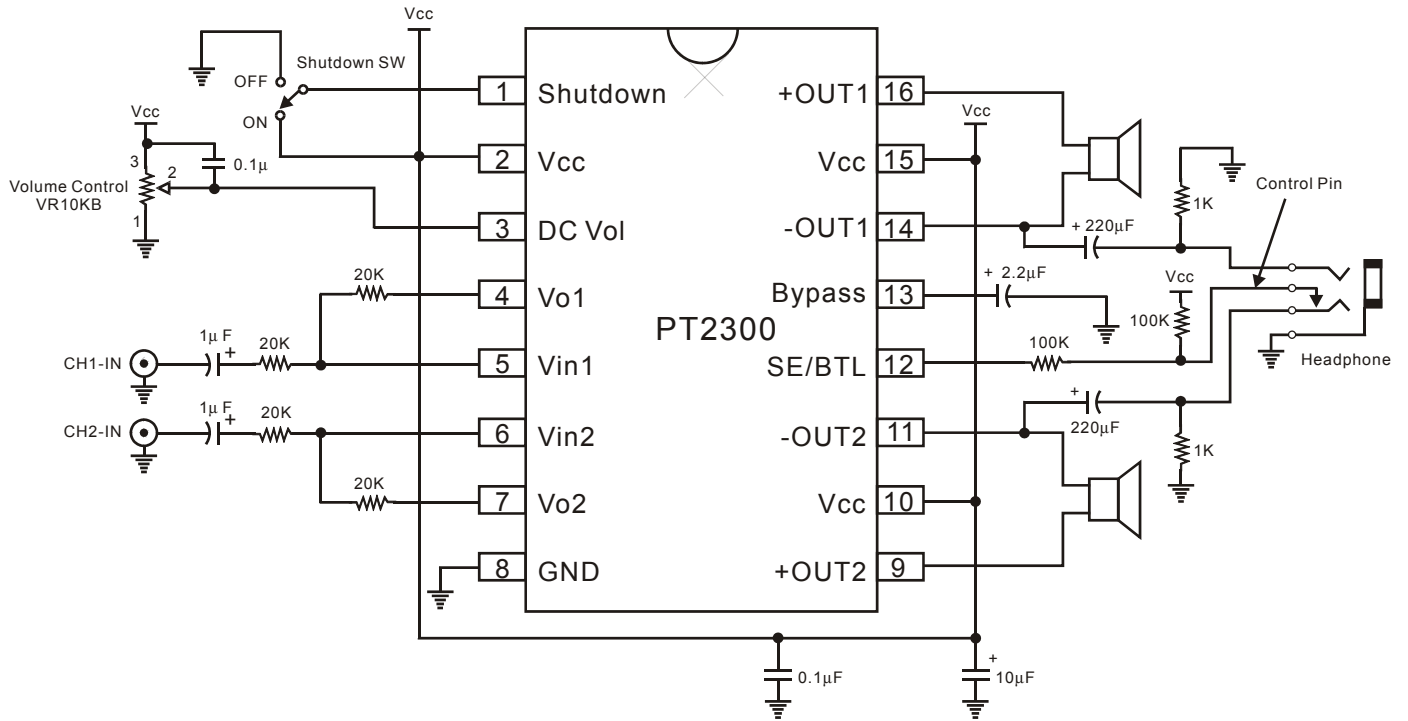 Vcc
Shutdown SW
OFF
ON
Vcc
3
2
0.1μ
Volume Control
VR10KB
1
20K
1μ F
+
20K
CH1-IN
1μ F
+
20K
CH2-IN
20K
1 Shutdown
2 Vcc
3 DC Vol
4 Vo1
5 Vin1
6 Vin2
7 Vo2
8 GND
PT2300
+OUT1 16
Vcc 15
-OUT1 14
Bypass 13
SE/BTL 12
-OUT2 11
Vcc 10
+OUT2 9
Vcc
Control Pin
1K
+ 220μF
+ 2.2μF
Vcc
100K
100K
Headphone
+
220μF
1K
0.1μF
+
10μF